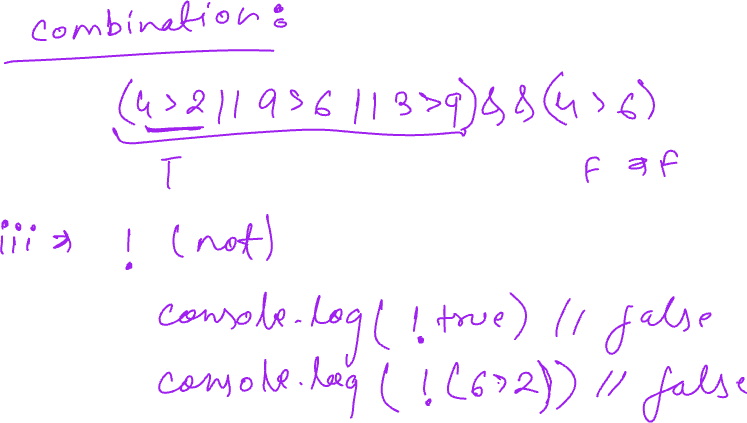 combination:
(4>2 || 9>6 || 3>9) && (4>6)
T F ⇒ F
iii → ! (not)
console.log( !true) // false
console.log ( !(6>2)) // false